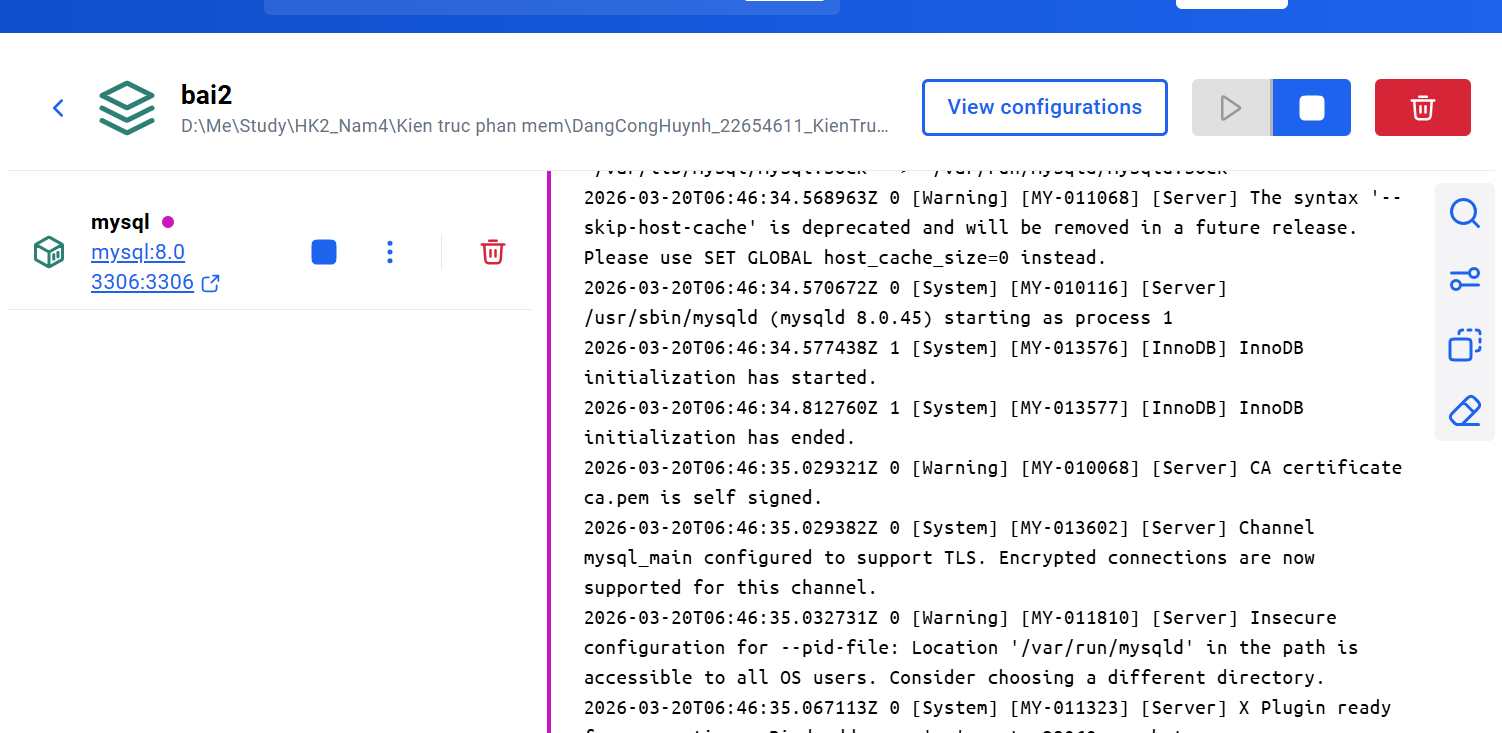 bai2
D:\Me\Study\HK2_Nam4\Kien truc phan mem\DangCongHuynh_22654611_KienTru...
View configurations
mysql
mysql:8.0
3306:3306
2026-03-20T06:46:34.568963Z 0 [Warning] [MY-011068] [Server] The syntax '--
skip-host-cache' is deprecated and will be removed in a future release.
Please use SET GLOBAL host_cache_size=0 instead.
2026-03-20T06:46:34.570672Z 0 [System] [MY-010116] [Server]
/usr/sbin/mysqld (mysqld 8.0.45) starting as process 1
2026-03-20T06:46:34.577438Z 1 [System] [MY-013576] [InnoDB] InnoDB
initialization has started.
2026-03-20T06:46:34.812760Z 1 [System] [MY-013577] [InnoDB] InnoDB
initialization has ended.
2026-03-20T06:46:35.029321Z 0 [Warning] [MY-010068] [Server] CA certificate
ca.pem is self signed.
2026-03-20T06:46:35.029382Z 0 [System] [MY-013602] [Server] Channel
mysql_main configured to support TLS. Encrypted connections are now
supported for this channel.
2026-03-20T06:46:35.032731Z 0 [Warning] [MY-011810] [Server] Insecure
configuration for --pid-file: Location '/var/run/mysqld' in the path is
accessible to all OS users. Consider choosing a different directory.
2026-03-20T06:46:35.067113Z 0 [System] [MY-011323] [Server] X Plugin ready